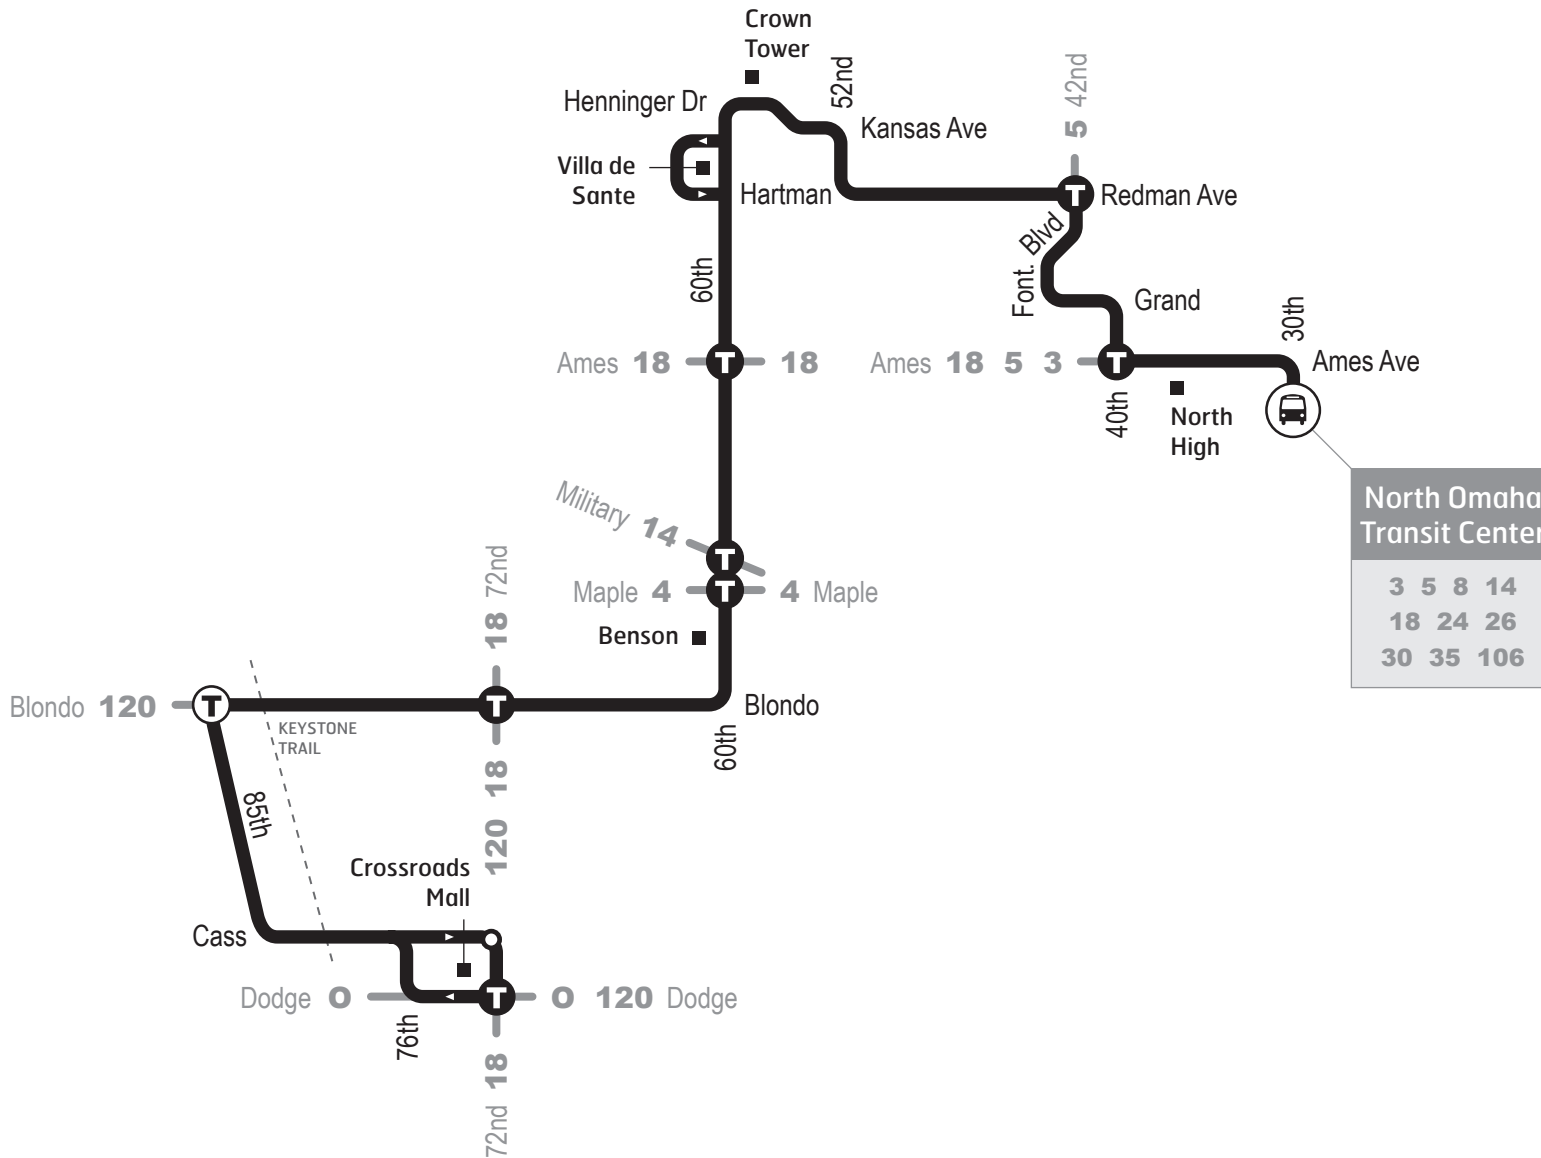 Crown
Tower
Henninger Dr
52nd
Kansas Ave
5 42nd
Villa de
Sante
Hartman
T
Redman Ave
Font. Blvd
60th
Grand
30th
Ames 18
T
18
Ames 18 5 3
T
Ames Ave
40th
North
High
North Omaha
Transit Center
3 5 8 14
18 24 26
30 35 106
Military 14
T
Maple 4
T
4 Maple
18 72nd
Benson
Blondo 120
T
T
Blondo
KEYSTONE
TRAIL
60th
120 18
85th
Crossroads
Mall
Cass
Dodge O
T
O 120 Dodge
76th
72nd 18